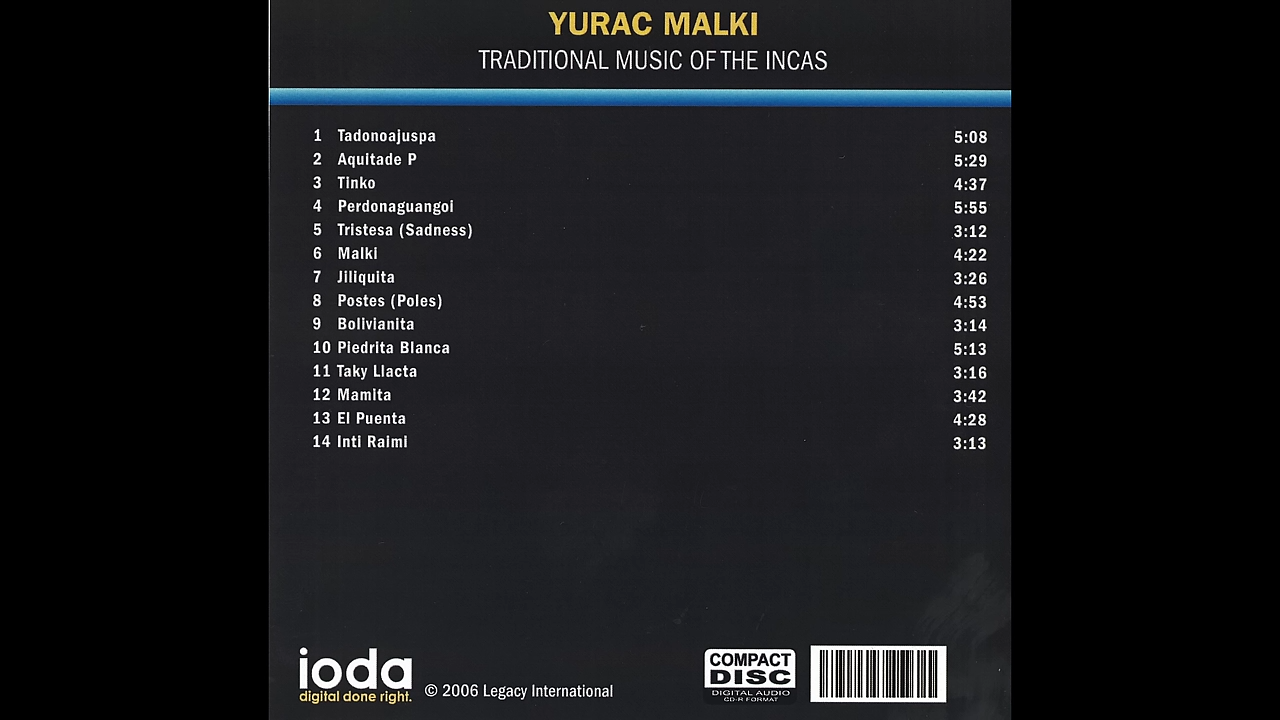 YURAC MALKI
TRADITIONAL MUSIC OF THE INCAS
1 Tadonoajuspa 5:08
2 Aquitade P 5:29
3 Tinko 4:37
4 Perdonaguangoi 5:55
5 Tristesa (Sadness) 3:12
6 Malki 4:22
7 Jiliquita 3:26
8 Postes (Poles) 4:53
9 Bolivianita 3:14
10 Piedrita Blanca 5:13
11 Taky Llacta 3:16
12 Mamita 3:42
13 El Puenta 4:28
14 Inti Raimi 3:13
ioda
digital done right.
© 2006 Legacy International
COMPACT
DISC
DIGITAL AUDIO
CD-R FORMAT